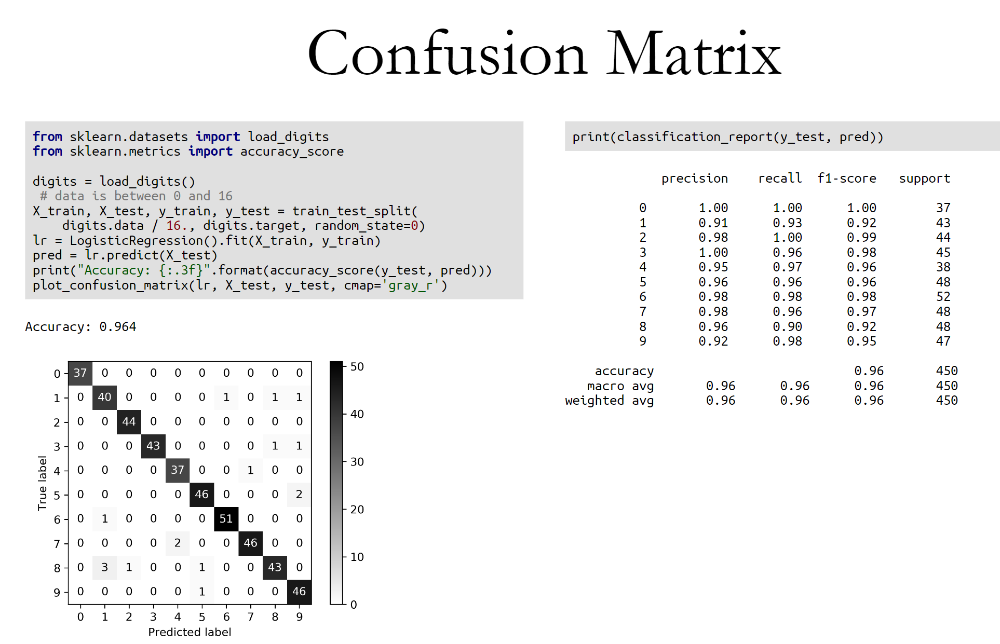 Confusion Matrix
from sklearn.datasets import load_digits
from sklearn.metrics import accuracy_score
digits = load_digits()
# data is between 0 and 16
X_train, X_test, y_train, y_test = train_test_split(
digits.data / 16., digits.target, random_state=0)
lr = LogisticRegression().fit(X_train, y_train)
pred = lr.predict(X_test)
print("Accuracy: {:.3f}".format(accuracy_score(y_test, pred)))
plot_confusion_matrix(lr, X_test, y_test, cmap='gray_r')
Accuracy: 0.964
True label
0 37 0 0 0 0 0 0 0 0 0
1 0 40 0 0 0 0 1 0 1 1
2 0 0 44 0 0 0 0 0 0 0
3 0 0 0 43 0 0 0 0 1 1
4 0 0 0 0 37 0 0 1 0 0
5 0 0 0 0 0 46 0 0 0 2
6 0 1 0 0 0 0 51 0 0 0
7 0 0 0 0 2 0 0 46 0 0
8 0 3 1 0 0 1 0 0 43 0
9 0 0 0 0 0 1 0 0 0 46
0 1 2 3 4 5 6 7 8 9
Predicted label
50
40
30
20
10
0
print(classification_report(y_test, pred))
precision recall f1-score support
0 1.00 1.00 1.00 37
1 0.91 0.93 0.92 43
2 0.98 1.00 0.99 44
3 1.00 0.96 0.98 45
4 0.95 0.97 0.96 38
5 0.96 0.96 0.96 48
6 0.98 0.98 0.98 52
7 0.98 0.96 0.97 48
8 0.96 0.90 0.92 48
9 0.92 0.98 0.95 47
accuracy 0.96 450
macro avg 0.96 0.96 0.96 450
weighted avg 0.96 0.96 0.96 450